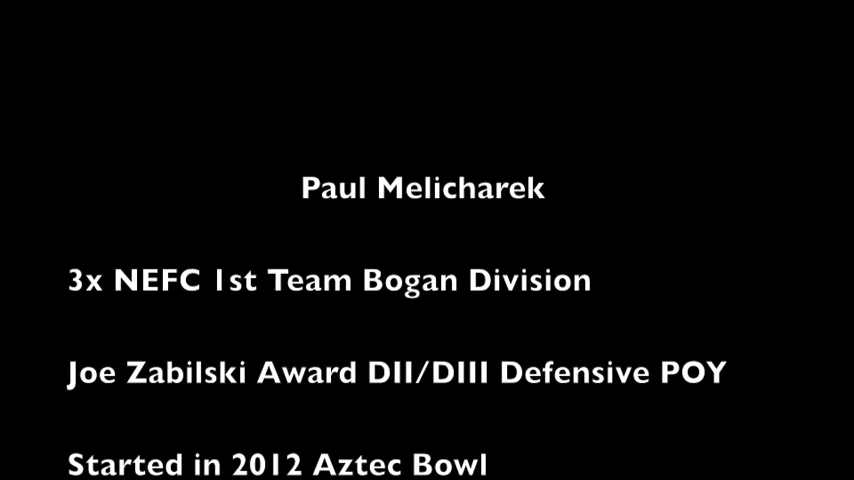 Paul Melicharek
3x NEFC 1st Team Bogan Division
Joe Zabilski Award DII/DIII Defensive POY
Started in 2012 Aztec Bowl